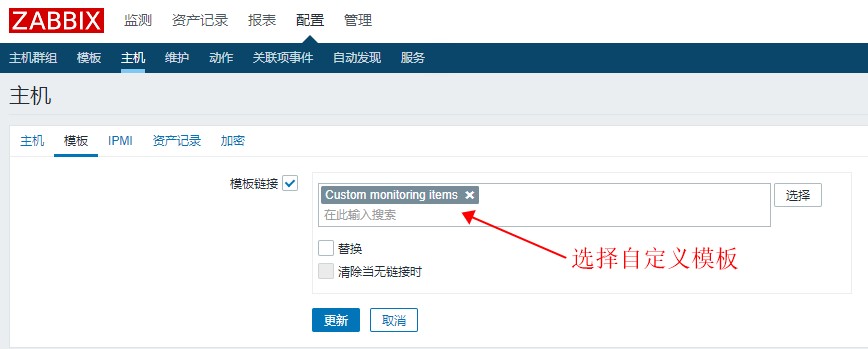 ZABBIX 监测 资产记录 报表 配置 管理
主机群组 模板 主机 维护 动作 关联项事件 自动发现 服务
主机
主机 模板 IPMI 资产记录 加密
模板链接 Custom monitoring items 选择
在此输入搜索
替换
选择自定义模板
清除当无链接时
更新 取消